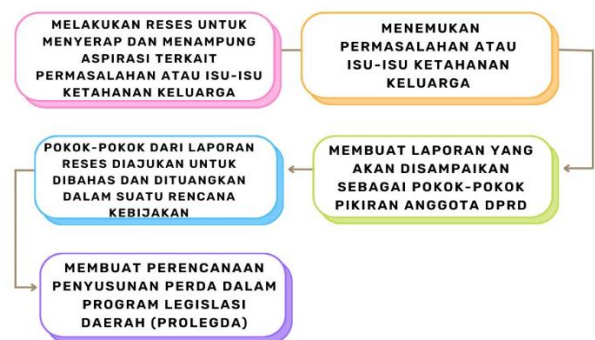 MELAKUKAN RESES UNTUK
MENYERAP DAN MENAMPUNG
ASPIRASI TERKAIT
PERMASALAHAN ATAU ISU-ISU
KETAHANAN KELUARGA
MENEMUKAN
PERMASALAHAN ATAU
ISU-ISU KETAHANAN
KELUARGA
MEMBUAT LAPORAN YANG
AKAN DISAMPAIKAN
SEBAGAI POKOK-POKOK
PIKIRAN ANGGOTA DPRD
POKOK-POKOK DARI LAPORAN
RESES DIAJUKAN UNTUK
DIBAHAS DAN DITUANGKAN
DALAM SUATU RENCANA
KEBIJAKAN
MEMBUAT PERENCANAAN
PENYUSUNAN PERDA DALAM
PROGRAM LEGISLASI
DAERAH (PROLEGDA)